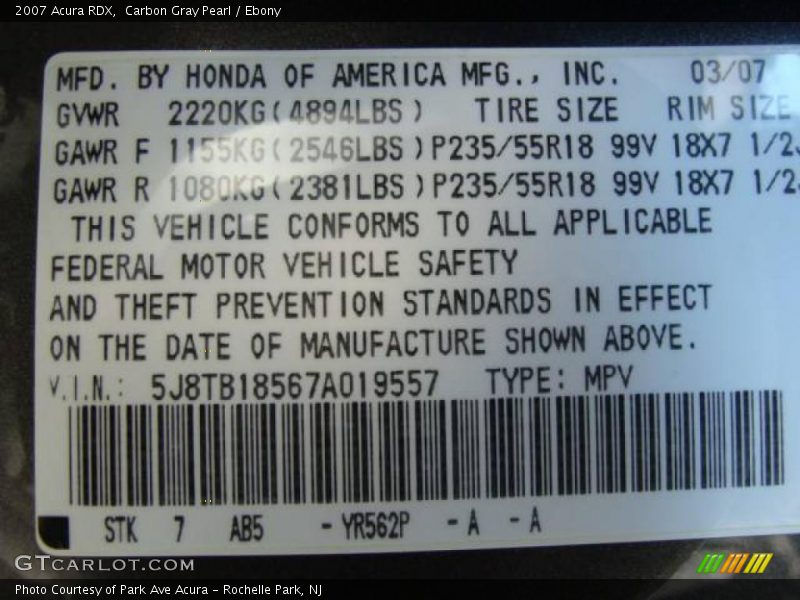 2007 Acura RDX,  Carbon Gray Pearl / Ebony
MFD. BY HONDA OF AMERICA MFG., INC. 03/07
GVWR 2220KG(4894LBS) TIRE SIZE RIM SIZE
GAWR F 1155KG(2546LBS)P235/55R18 99V 18X7 1/2J
GAWR R 1080KG(2381LBS)P235/55R18 99V 18X7 1/2J
THIS VEHICLE CONFORMS TO ALL APPLICABLE
FEDERAL MOTOR VEHICLE SAFETY
AND THEFT PREVENTION STANDARDS IN EFFECT
ON THE DATE OF MANUFACTURE SHOWN ABOVE.
V.I.N.: 5J8TB18567A019557 TYPE: MPV
STK 7 AB5 -YR562P -A -A
GTCARLOT.COM
Photo Courtesy of Park Ave Acura - Rochelle Park, NJ